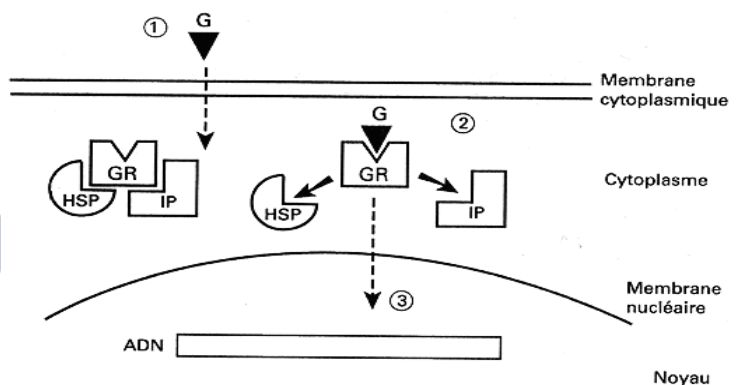 ① G
Membrane
cytoplasmique
G
②
GR
HSP
IP
GR
HSP
IP
Cytoplasme
③
Membrane
nucléaire
ADN
Noyau